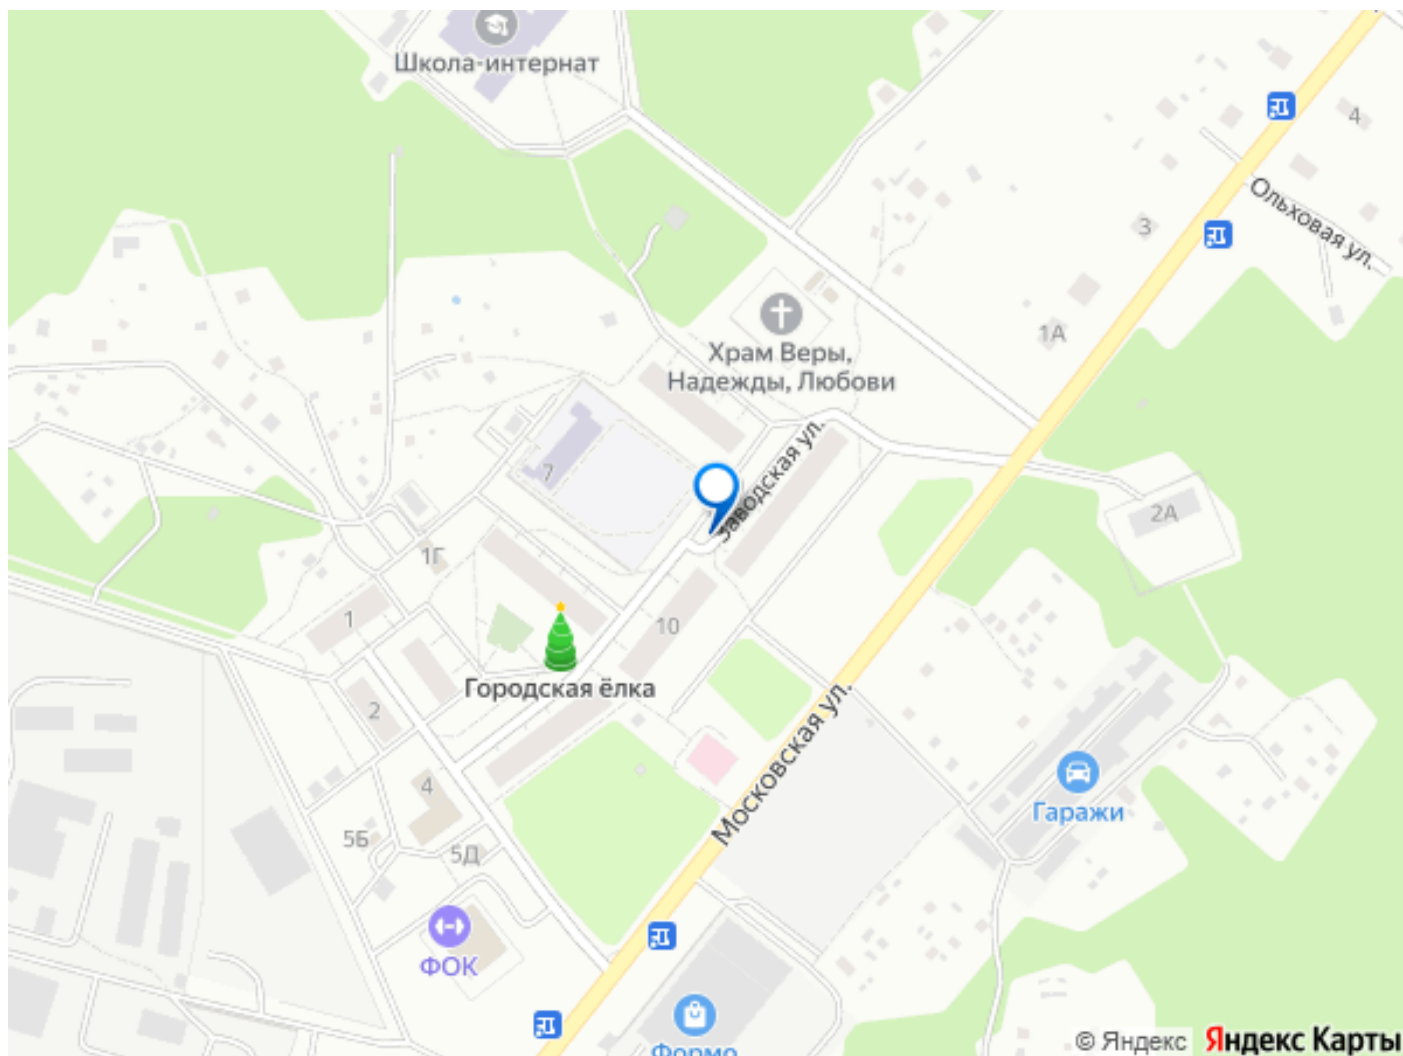 Школа-интернат
4
Ольховая ул.
3
1А
Храм Веры,
Надежды, Любови
Заводская ул.
7
2А
1Г
1
10
Городская ёлка
2
Московская ул.
4
Гаражи
5Б
5Д
ФОК
Формо
© Яндекс Яндекс Карты